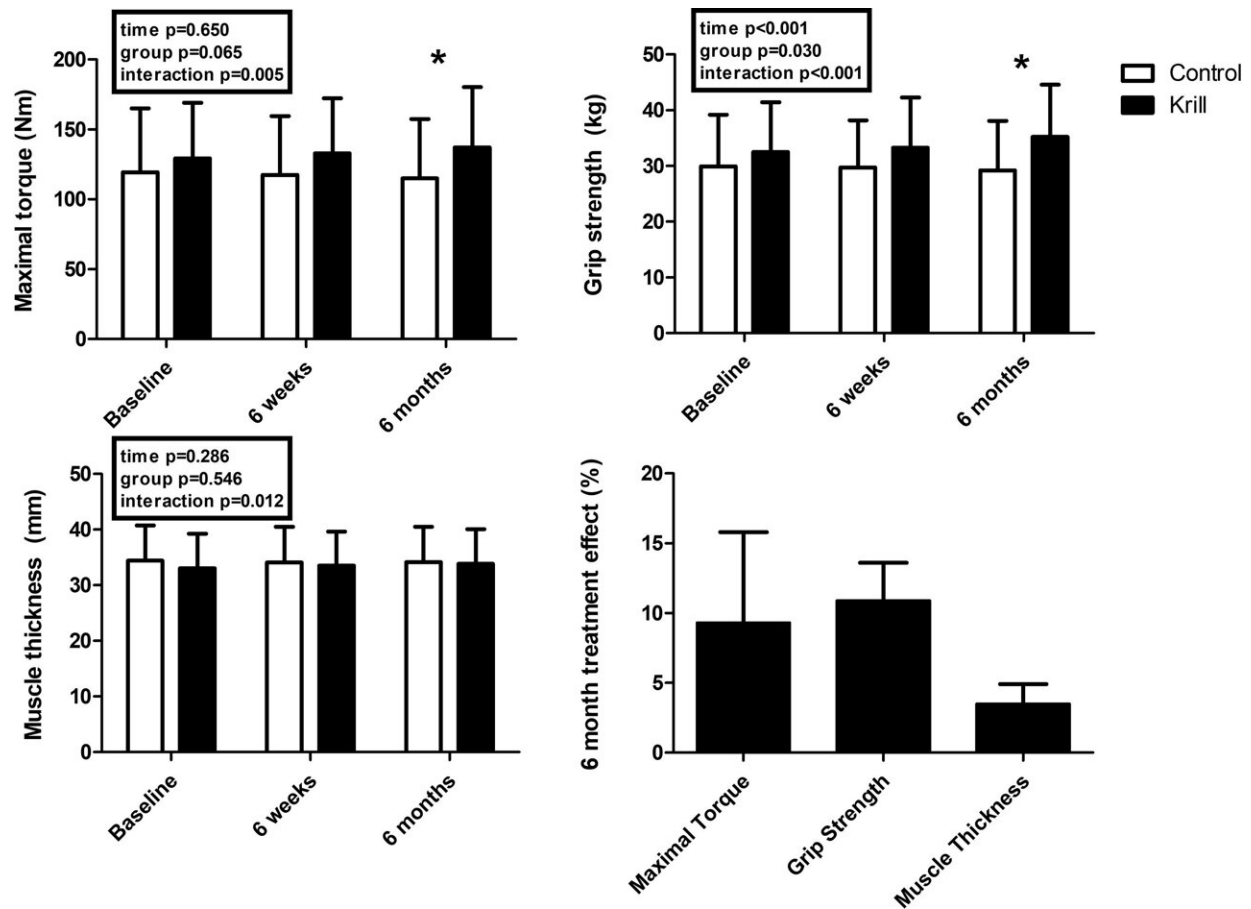 time p=0.650
group p=0.065
interaction p=0.005
*
Maximal torque (Nm)
200
150
100
50
0
Baseline
6 weeks
6 months
time p<0.001
group p=0.030
interaction p<0.001
*
Grip strength (kg)
50
40
30
20
10
0
Baseline
6 weeks
6 months
Control
Krill
time p=0.286
group p=0.546
interaction p=0.012
Muscle thickness (mm)
50
40
30
20
10
0
Baseline
6 weeks
6 months
6 month treatment effect (%)
20
15
10
5
0
Maximal Torque
Grip Strength
Muscle Thickness